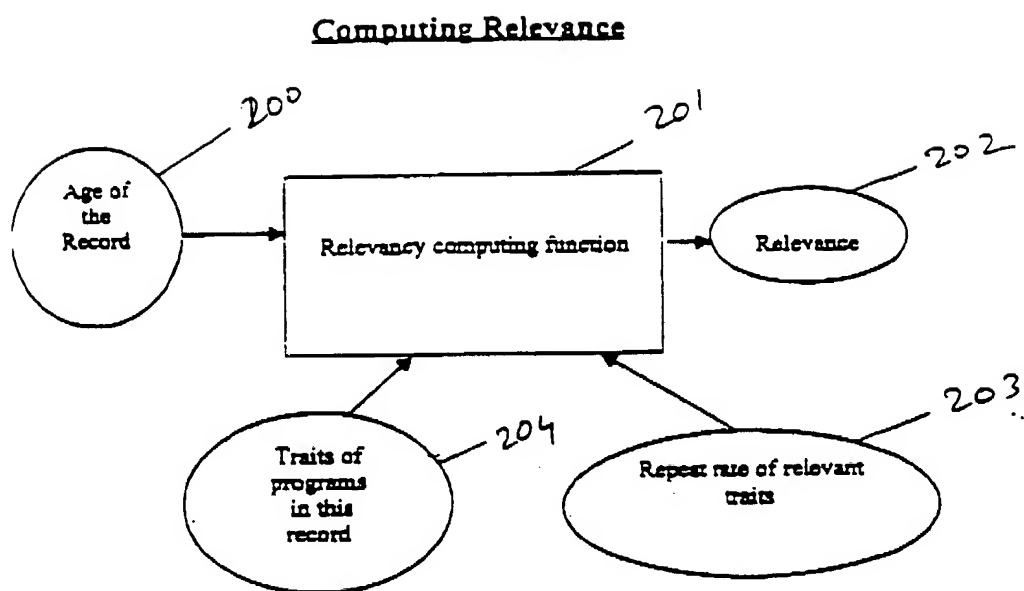 Computing Relevance
200
201
202
Age of
the
Record
Relevancy computing function
Relevance
203
204
Traits of
programs
in this
record
Repeat rate of relevant
traits